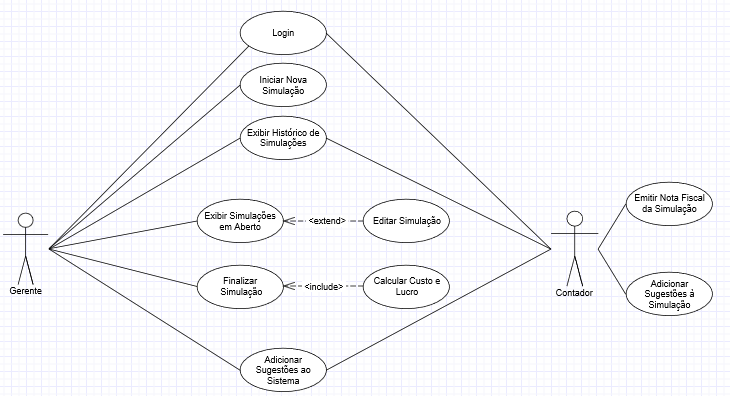 Login
Iniciar Nova
Simulação
Exibir Histórico de
Simulações
Exibir Simulações
em Aberto
<extend>
Editar Simulação
Finalizar
Simulação
<include>
Calcular Custo e
Lucro
Adicionar
Sugestões ao
Sistema
Gerente
Contador
Emitir Nota Fiscal
da Simulação
Adicionar
Sugestões à
Simulação